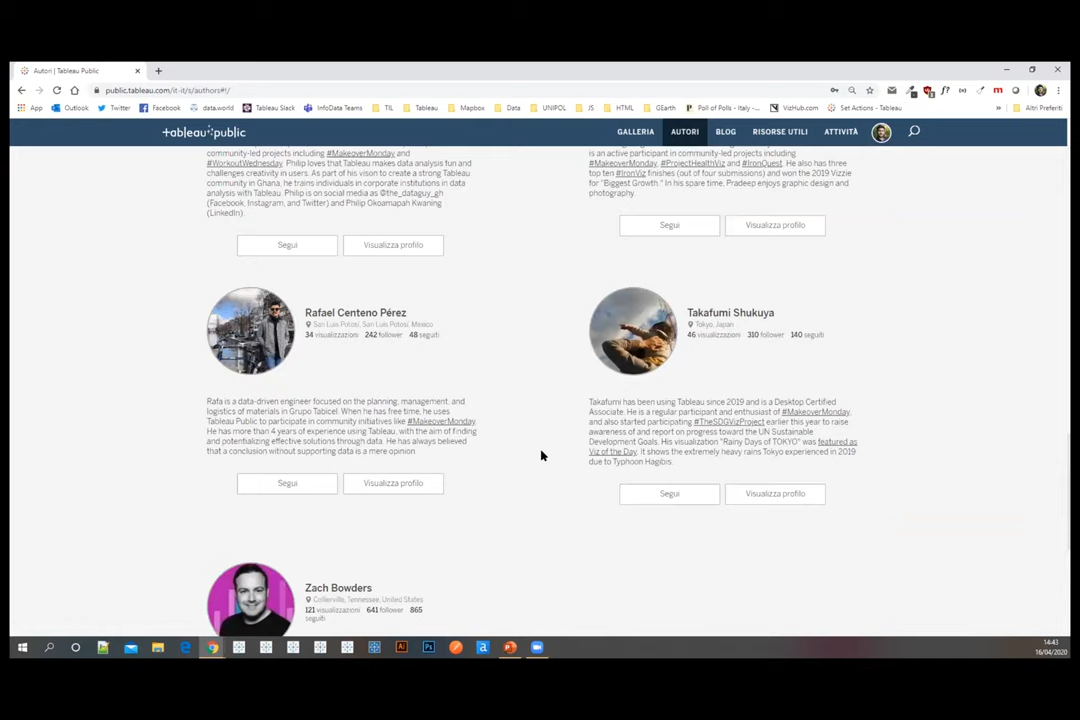 Autori | Tableau Public
public.tableau.com/it-it/s/authors#!/
App
Outlook
Twitter
Facebook
data.world
Tableau Slack
InfoData Teams
TIL
Tableau
Mapbox
Data
UNIPOL
JS
HTML
GEarth
Poll of Polls - Italy -...
VizHub.com
Set Actions - Tableau
»
Altri Preferiti
+ableau public
GALLERIA
AUTORI
BLOG
RISORSE UTILI
ATTIVITÀ
community-led projects including #MakeoverMonday and
#WorkoutWednesday. Philip loves that Tableau makes data analysis fun and
challenges creativity in users. As part of his vison to create a strong Tableau
community in Ghana, he trains individuals in corporate institutions in data
analysis with Tableau. Philip is on social media as @the_dataguy_gh
(Facebook, Instagram, and Twitter) and Philip Okoamapah Kwaning
(LinkedIn).
Segui
Visualizza profilo
is an active participant in community-led projects including
#MakeoverMonday, #ProjectHealthViz and #IronQuest. He also has three
top ten #IronViz finishes (out of four submissions) and won the 2019 Vizzie
for "Biggest Growth." In his spare time, Pradeep enjoys graphic design and
photography.
Segui
Visualizza profilo
Rafael Centeno Pérez
San Luis Potosí, San Luis Potosí, Mexico
34 visualizzazioni 242 follower 48 seguiti
Rafa is a data-driven engineer focused on the planning, management, and
logistics of materials in Grupo Tabicel. When he has free time, he uses
Tableau Public to participate in community initiatives like #MakeoverMonday.
He has more than 4 years of experience using Tableau, with the aim of finding
and potentializing effective solutions through data. He has always believed
that a conclusion without supporting data is a mere opinion
Segui
Visualizza profilo
Takafumi Shukuya
Tokyo, Japan
46 visualizzazioni 310 follower 140 seguiti
Takafumi has been using Tableau since 2019 and is a Desktop Certified
Associate. He is a regular participant and enthusiast of #MakeoverMonday,
and also started participating #TheSDGVizProject earlier this year to raise
awareness of and report on progress toward the UN Sustainable
Development Goals. His visualization "Rainy Days of TOKYO" was featured as
Viz of the Day. It shows the extremely heavy rains Tokyo experienced in 2019
due to Typhoon Hagibis.
Segui
Visualizza profilo
Zach Bowders
Collierville, Tennessee, United States
121 visualizzazioni 641 follower 865
seguiti
14:43
16/04/2020